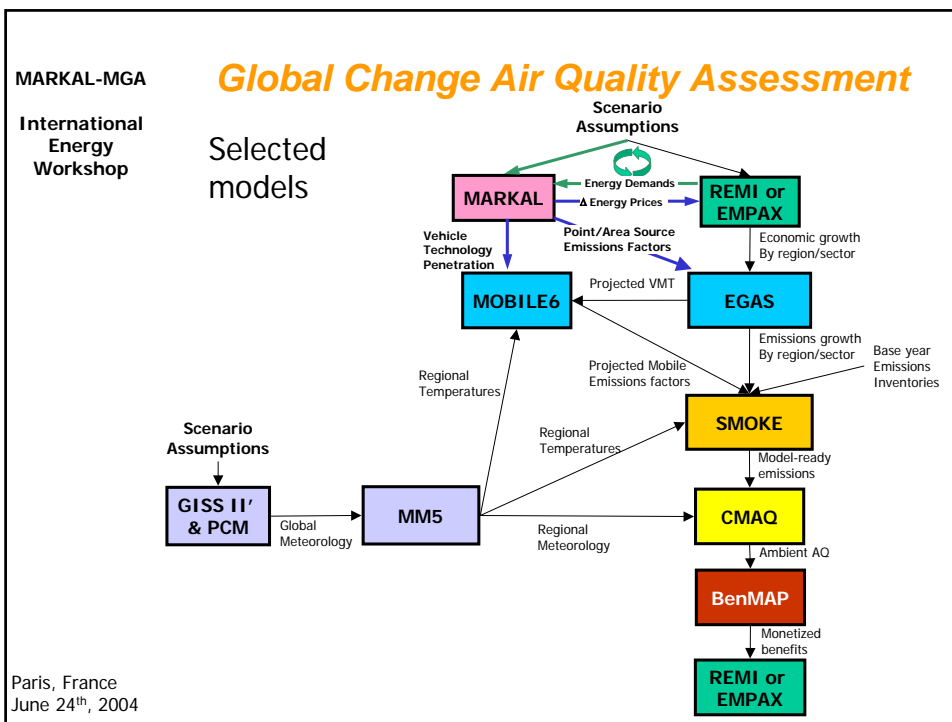 MARKAL-MGA
International
Energy
Workshop
Global Change Air Quality Assessment
Selected
models
Scenario
Assumptions
MARKAL
Energy Demands
Δ Energy Prices
REMI or
EMPAX
Vehicle
Technology
Penetration
Point/Area Source
Emissions Factors
Economic growth
By region/sector
MOBILE6
Projected VMT
EGAS
Regional
Temperatures
Projected Mobile
Emissions factors
Emissions growth
By region/sector
Base year
Emissions
Inventories
Scenario
Assumptions
Regional
Temperatures
SMOKE
Model-ready
emissions
GISS II'
& PCM
Global
Meteorology
MM5
Regional
Meteorology
CMAQ
Ambient AQ
BenMAP
Monetized
benefits
REMI or
EMPAX
Paris, France
June 24th, 2004